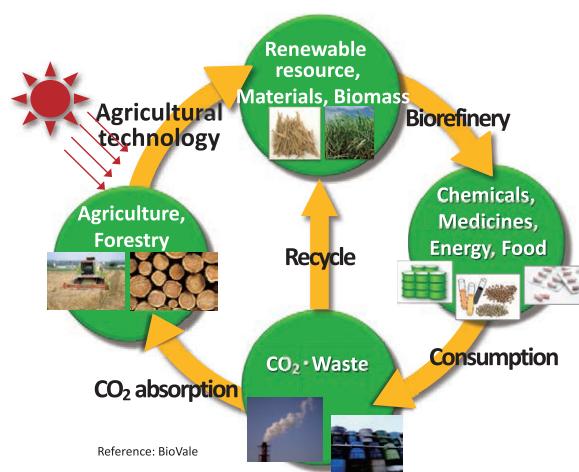 Renewable
resource,
Materials, Biomass
Agricultural
technology
Biorefinery
Agriculture,
Forestry
Chemicals,
Medicines,
Energy, Food
Recycle
CO₂・Waste
Consumption
CO₂ absorption
Reference: BioVale